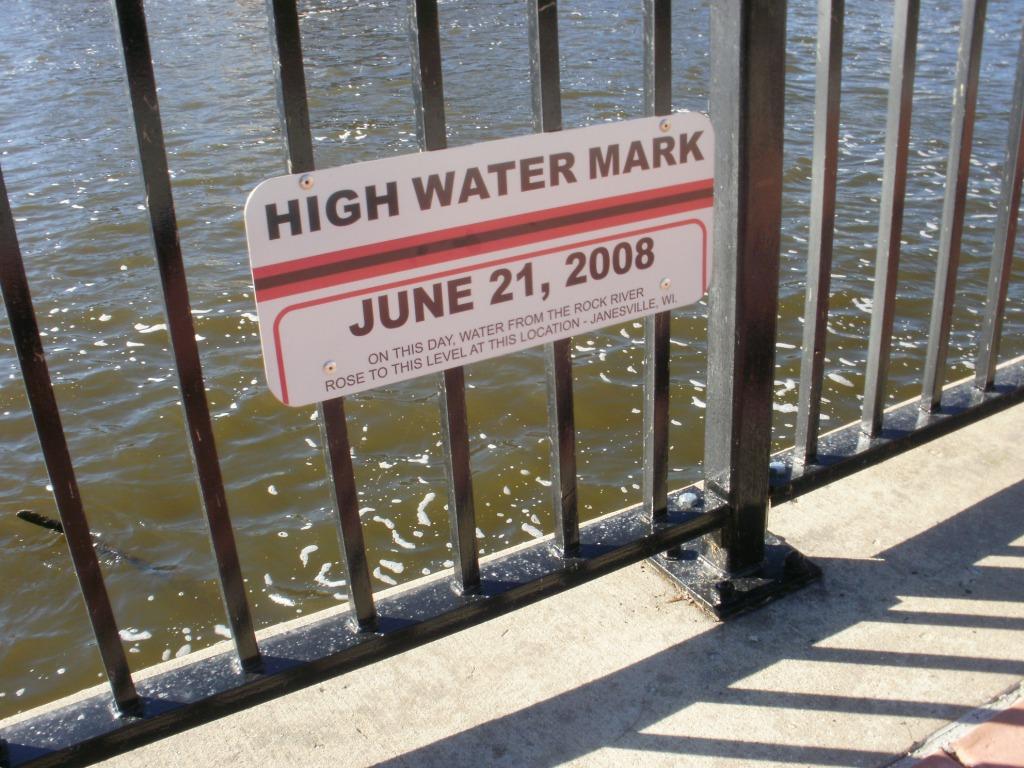 HIGH WATER MARK
JUNE 21, 2008
ON THIS DAY, WATER FROM THE ROCK RIVER
ROSE TO THIS LEVEL AT THIS LOCATION - JANESVILLE, WI.